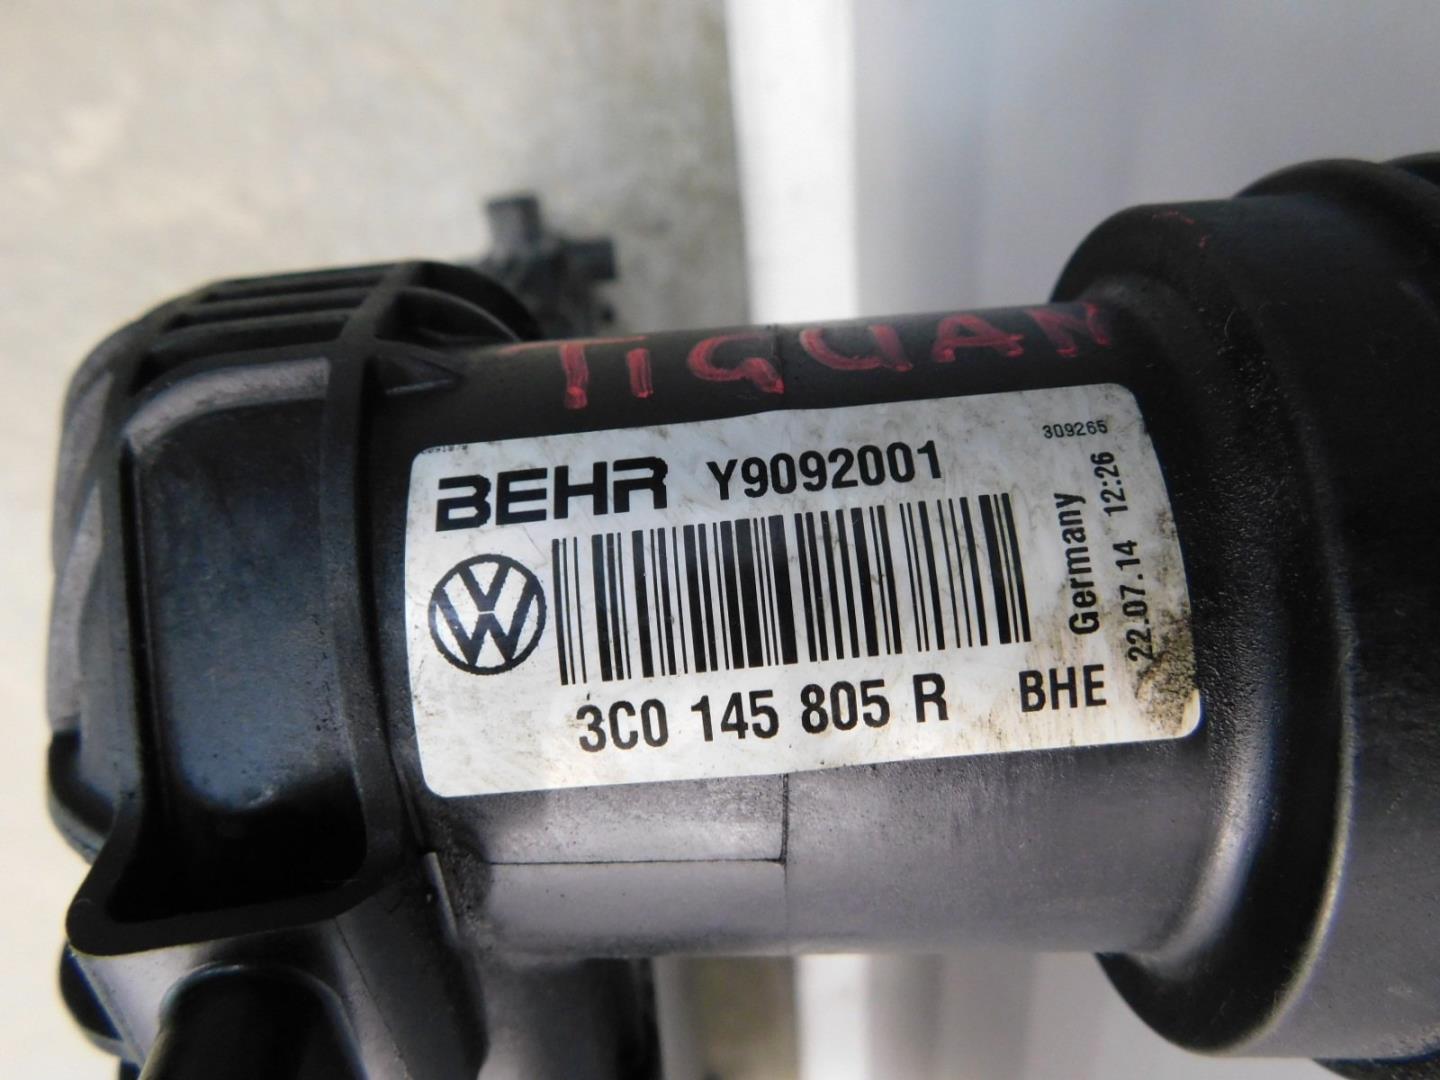 TIGUAN
309265
BEHR Y9092001
Germany
22.07.14 12:26
3C0 145 805 R BHE